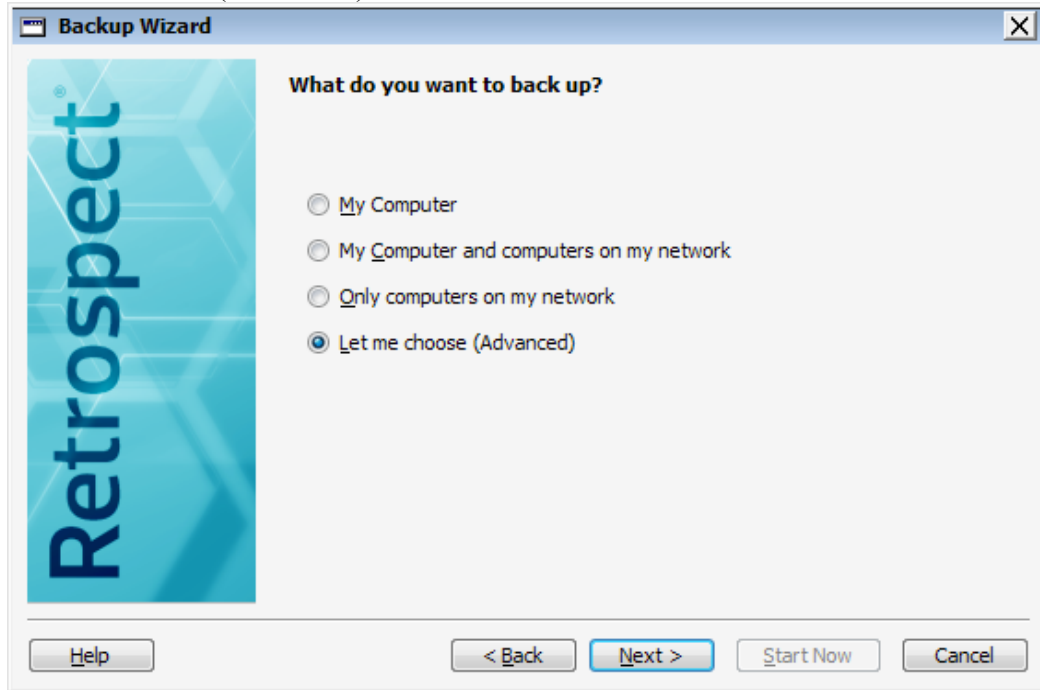 Backup Wizard
Retrospect®
What do you want to back up?
My Computer
My Computer and computers on my network
Only computers on my network
Let me choose (Advanced)
Help
< Back
Next >
Start Now
Cancel